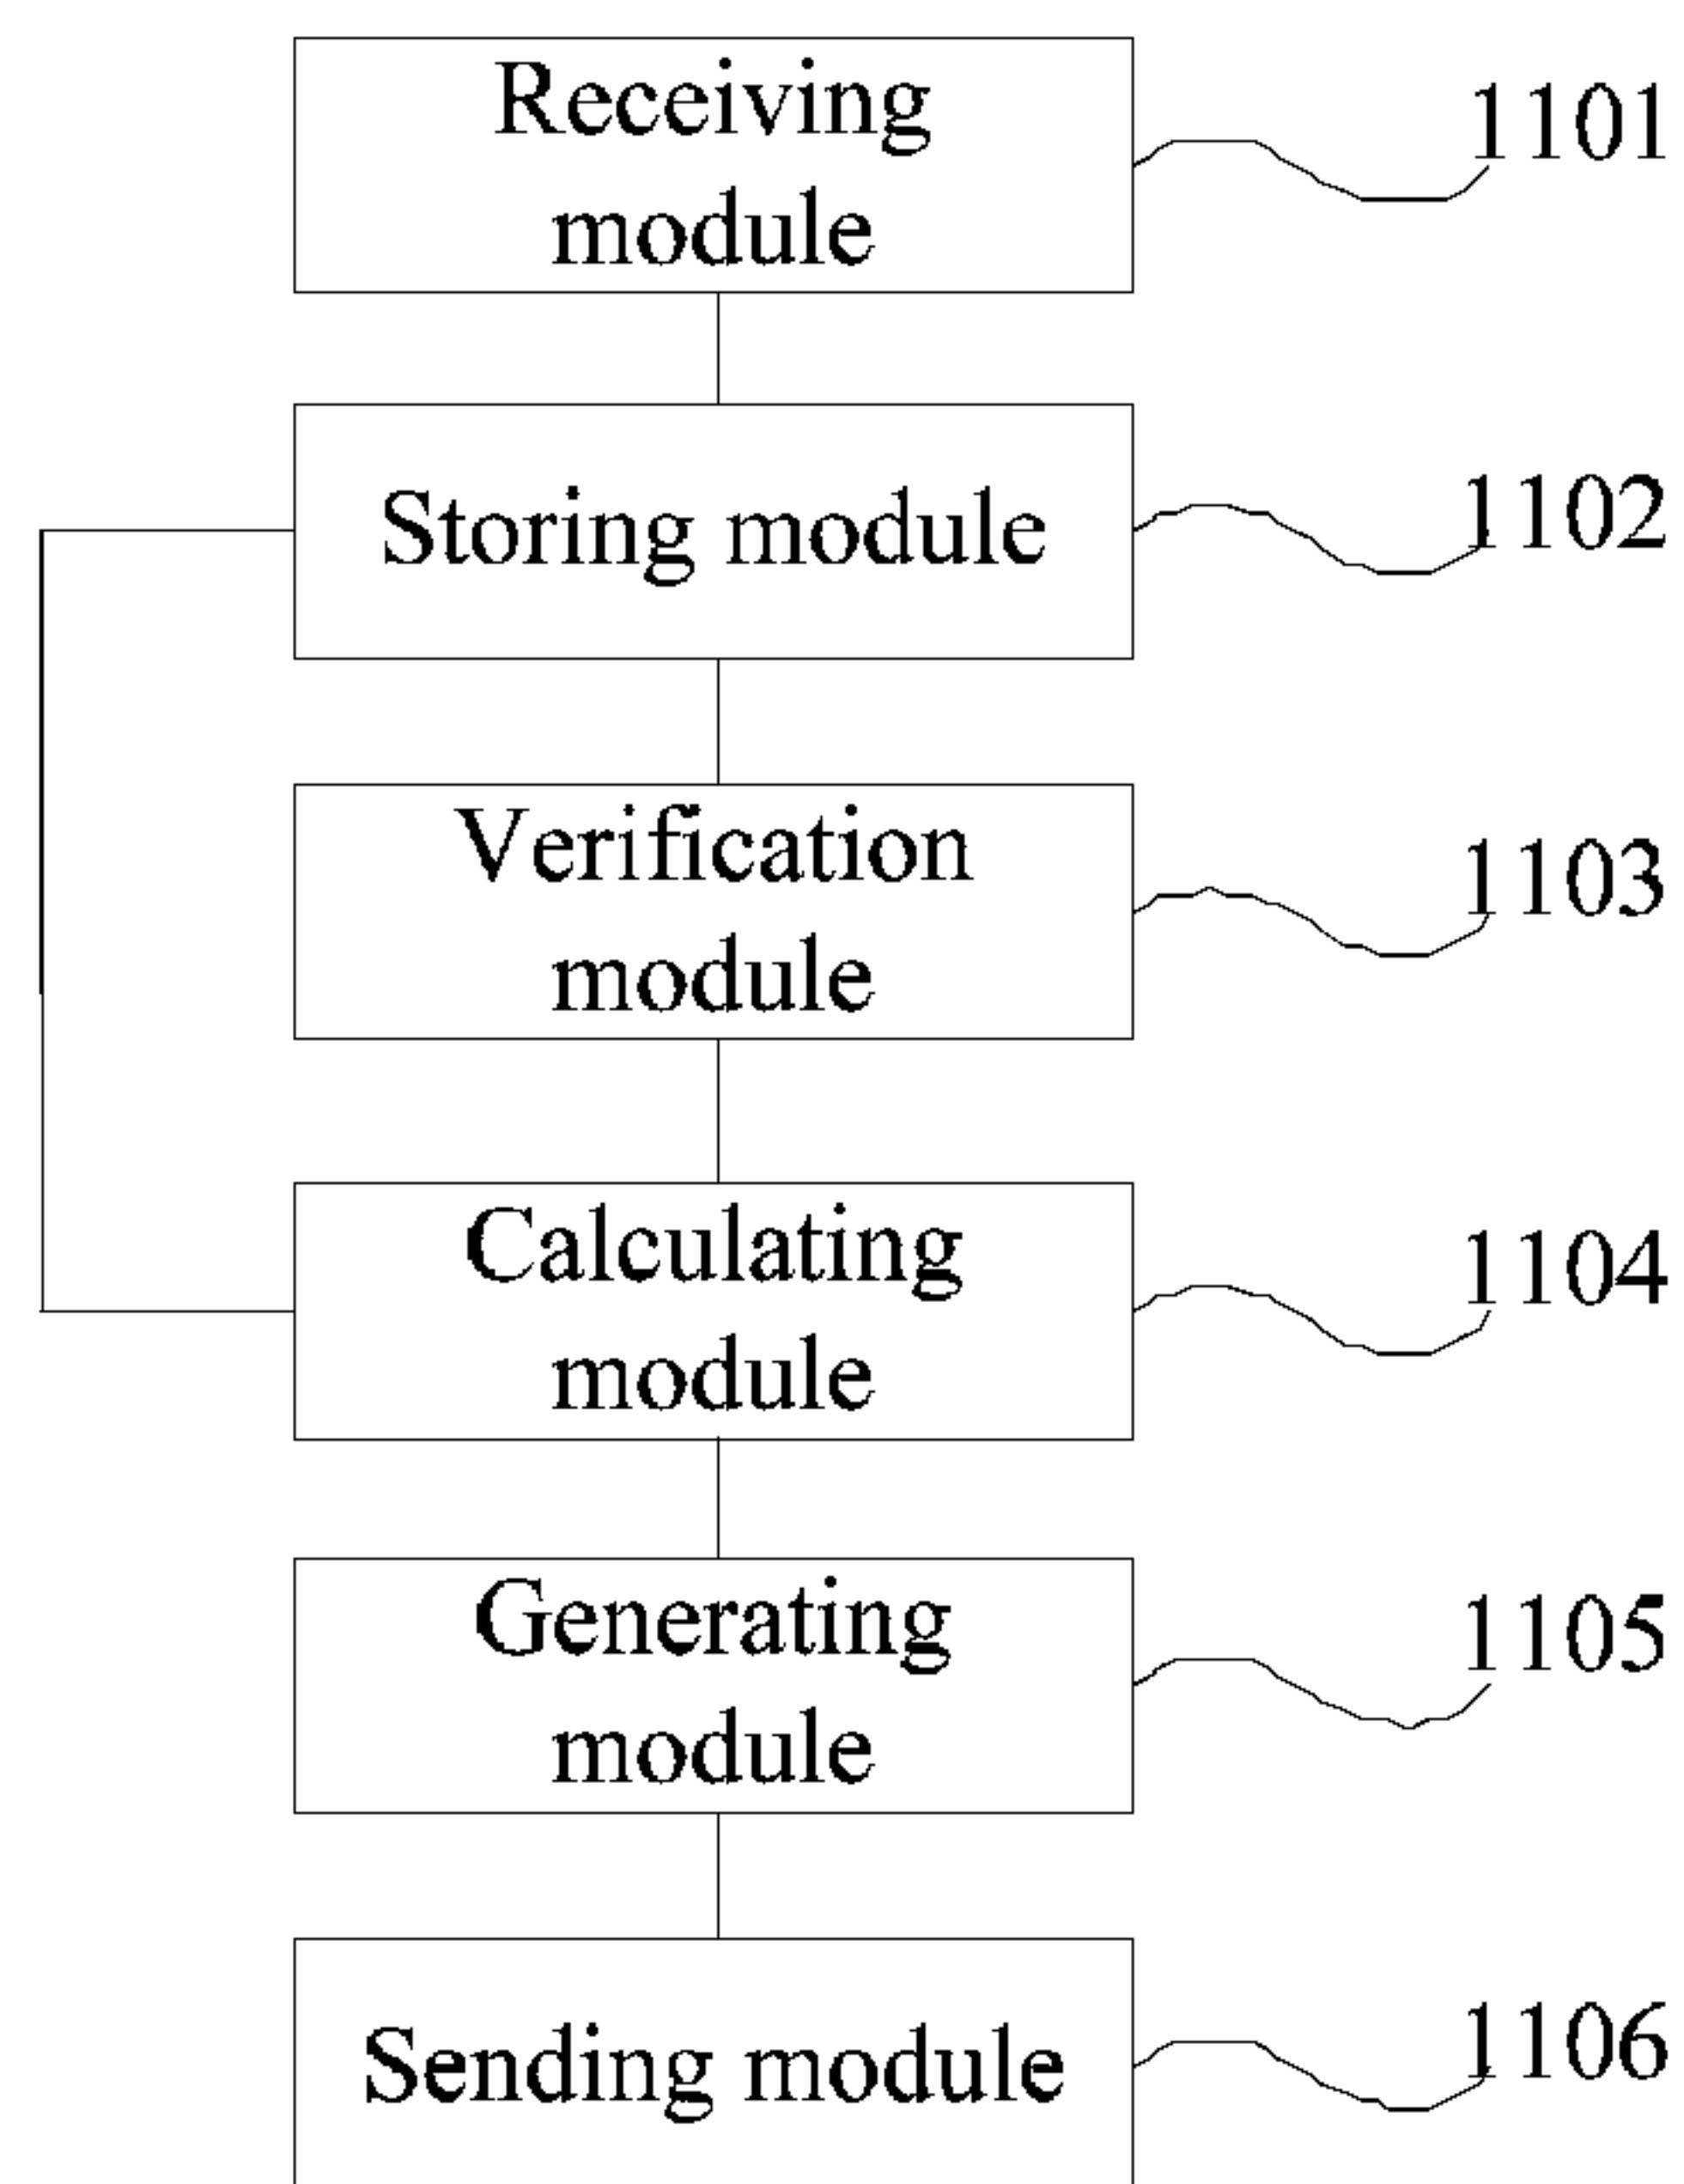 Receiving
module
1101
Storing module
1102
Verification
module
1103
Calculating
module
1104
Generating
module
1105
Sending module
1106